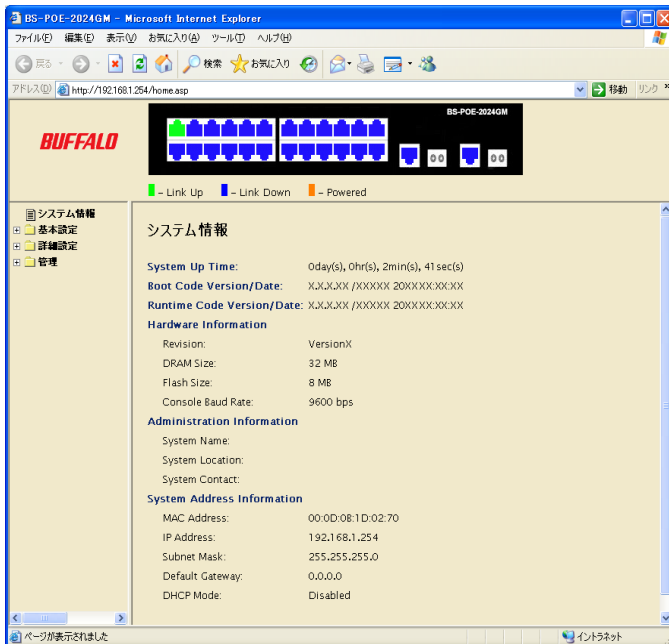 BS-POE-2024GM - Microsoft Internet Explorer
ファイル(F) 編集(E) 表示(V) お気に入り(A) ツール(T) ヘルプ(H)
戻る 検索 お気に入り
アドレス(D) http://192.168.1.254/home.asp 移動 リンク »
BUFFALO
BS-POE-2024GM
– Link Up – Link Down – Powered
システム情報
基本設定
詳細設定
管理
システム情報
System Up Time: 0day(s), 0hr(s), 2min(s), 41sec(s)
Boot Code Version/Date: X.X.X.XX /XXXXX 20XXXX:XX:XX
Runtime Code Version/Date: X.X.X.XX /XXXXX 20XXXX:XX:XX
Hardware Information
Revision: VersionX
DRAM Size: 32 MB
Flash Size: 8 MB
Console Baud Rate: 9600 bps
Administration Information
System Name:
System Location:
System Contact:
System Address Information
MAC Address: 00:0D:0B:1D:02:70
IP Address: 192.168.1.254
Subnet Mask: 255.255.255.0
Default Gateway: 0.0.0.0
DHCP Mode: Disabled
ページが表示されました イントラネット